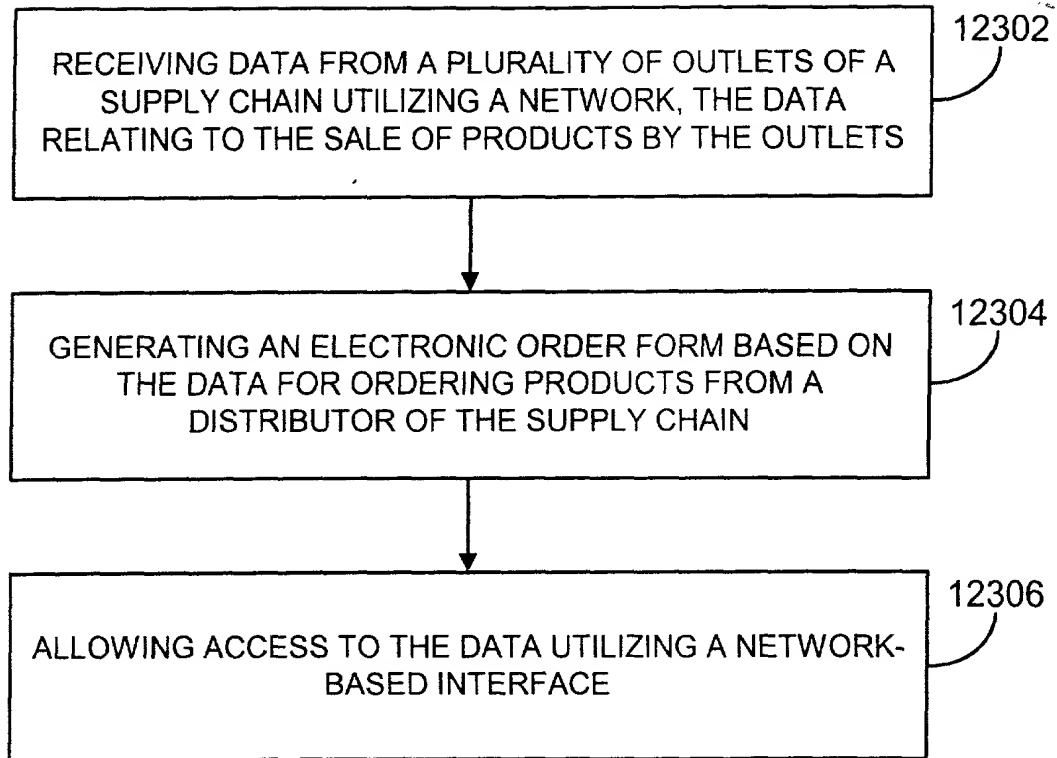 12302
RECEIVING DATA FROM A PLURALITY OF OUTLETS OF A
SUPPLY CHAIN UTILIZING A NETWORK, THE DATA
RELATING TO THE SALE OF PRODUCTS BY THE OUTLETS
12304
GENERATING AN ELECTRONIC ORDER FORM BASED ON
THE DATA FOR ORDERING PRODUCTS FROM A
DISTRIBUTOR OF THE SUPPLY CHAIN
12306
ALLOWING ACCESS TO THE DATA UTILIZING A NETWORK-
BASED INTERFACE